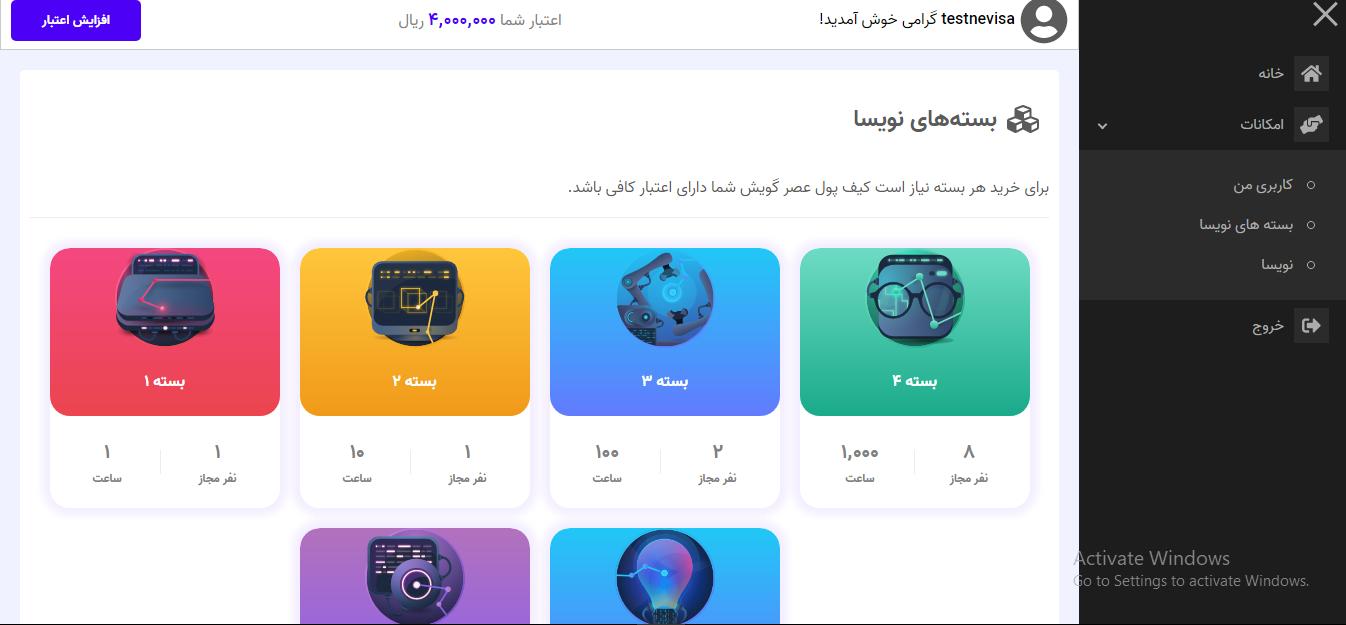 testnevisa گرامی خوش آمدید!
اعتبار شما ۴,۰۰۰,۰۰۰ ریال
افزایش اعتبار
خانه
امکانات
کاربری من
بسته های نویسا
نویسا
خروج
بسته‌های نویسا
برای خرید هر بسته نیاز است کیف پول عصر گویش شما دارای اعتبار کافی باشد.
بسته ۴
۸
نفر مجاز
۱,۰۰۰
ساعت
بسته ۳
۲
نفر مجاز
۱۰۰
ساعت
بسته ۲
۱
نفر مجاز
۱۰
ساعت
بسته ۱
۱
نفر مجاز
۱
ساعت
Activate Windows
Go to Settings to activate Windows.